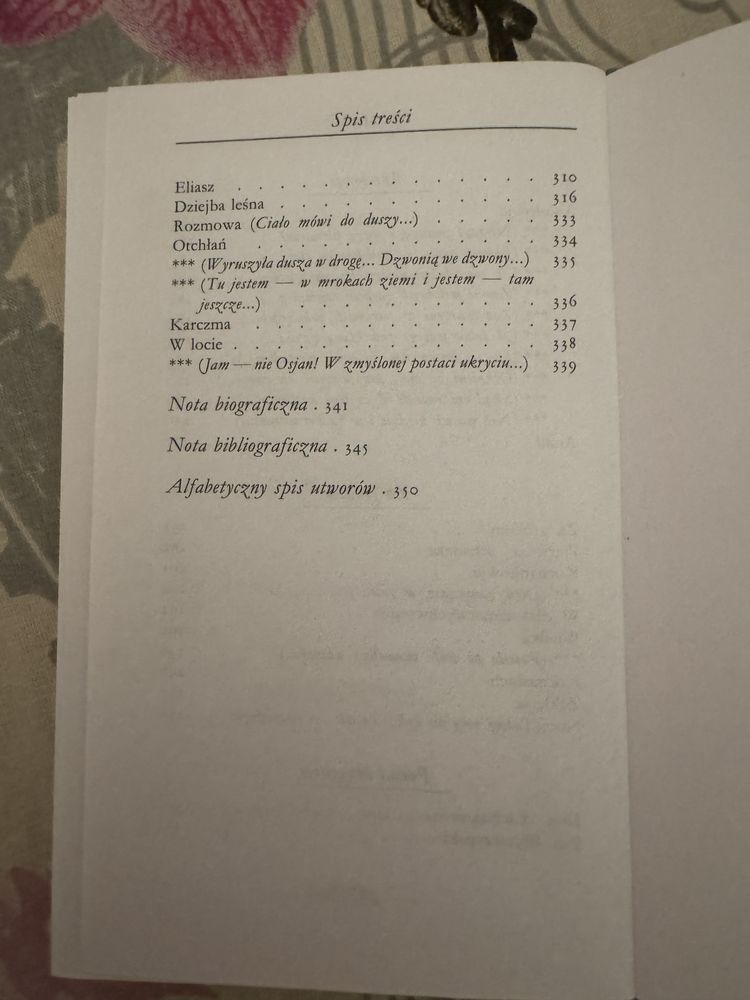 Spis treści
Eliasz . . . . . . . . . . . . . 310
Dziejba leśna . . . . . . . . . . . 316
Rozmowa (Ciało mówi do duszy...) . . . . . 333
Otchłań . . . . . . . . . . . . 334
*** (Wyruszyła dusza w drogę... Dzwonią we dzwony...) 335
*** (Tu jestem — w mrokach ziemi i jestem — tam
jeszcze...) . . . . . . . . . . 336
Karczma . . . . . . . . . . . . 337
W locie . . . . . . . . . . . . . 338
*** (Jam — nie Osjan! W zmyślonej postaci ukryciu...) 339
Nota biograficzna . 341
Nota bibliograficzna . 345
Alfabetyczny spis utworów . 350